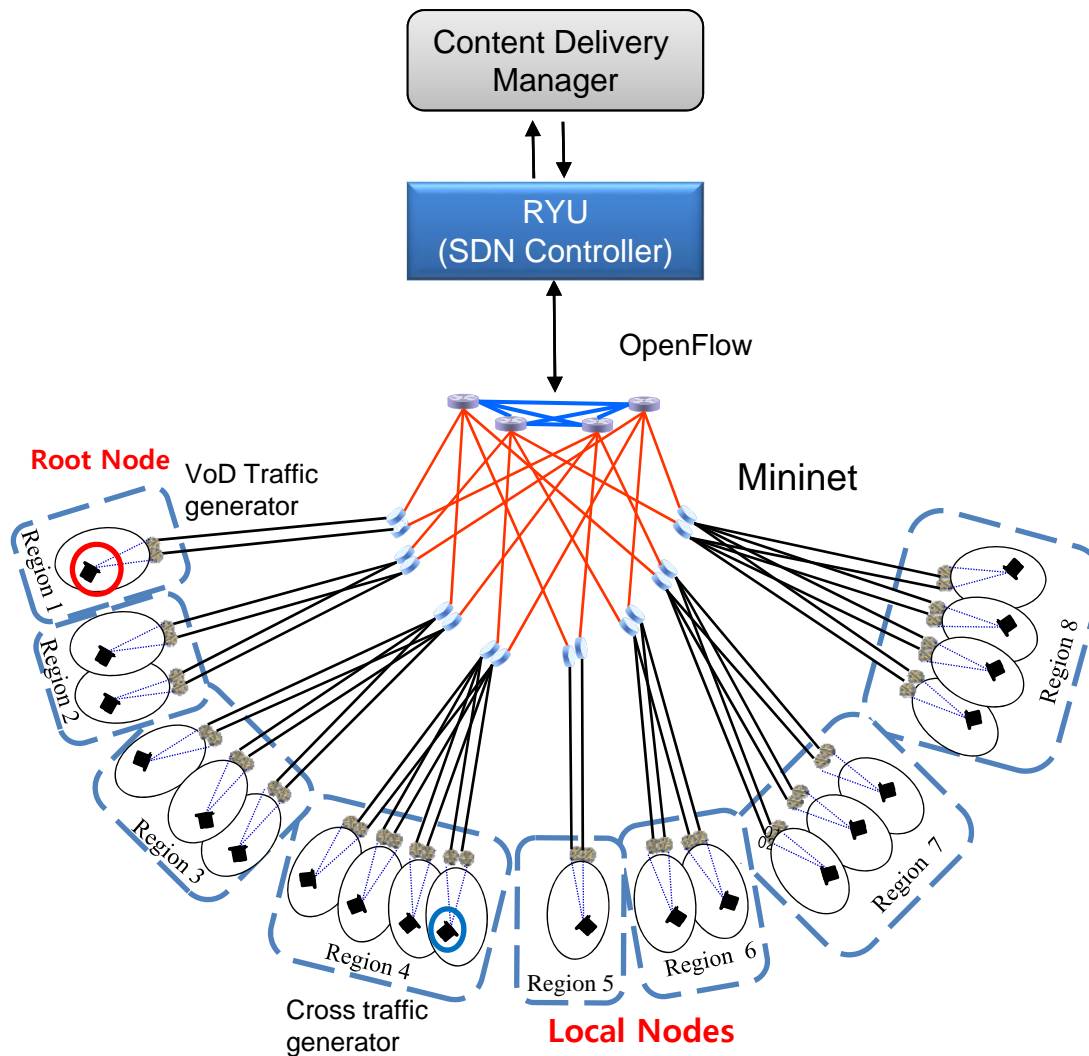 Content Delivery
Manager
RYU
(SDN Controller)
OpenFlow
Root Node
VoD Traffic
generator
Mininet
Region 1
Region 2
Region 3
Region 4
Region 5
Region 6
Region 7
Region 8
Cross traffic
generator
Local Nodes